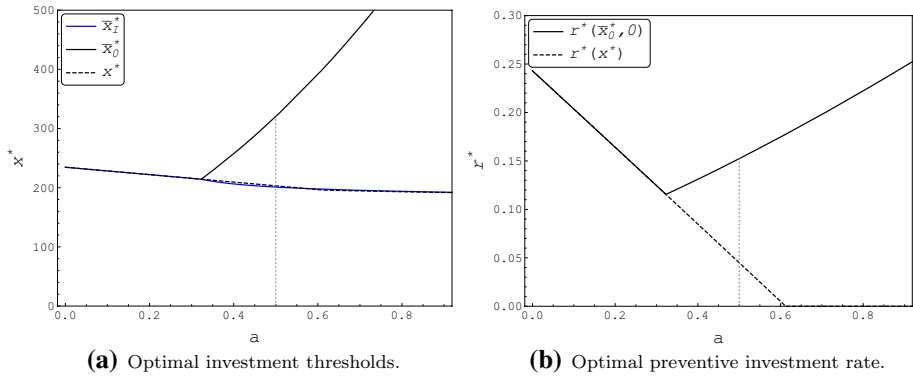 500
400
300
200
100
0
x*
x̄*_I
x̄*_0
x*
0.0 0.2 0.4 0.6 0.8
a
(a) Optimal investment thresholds.
0.30
0.25
0.20
0.15
0.10
0.05
0.00
r*
r*(x̄*_0, 0)
r*(x*)
0.0 0.2 0.4 0.6 0.8
a
(b) Optimal preventive investment rate.